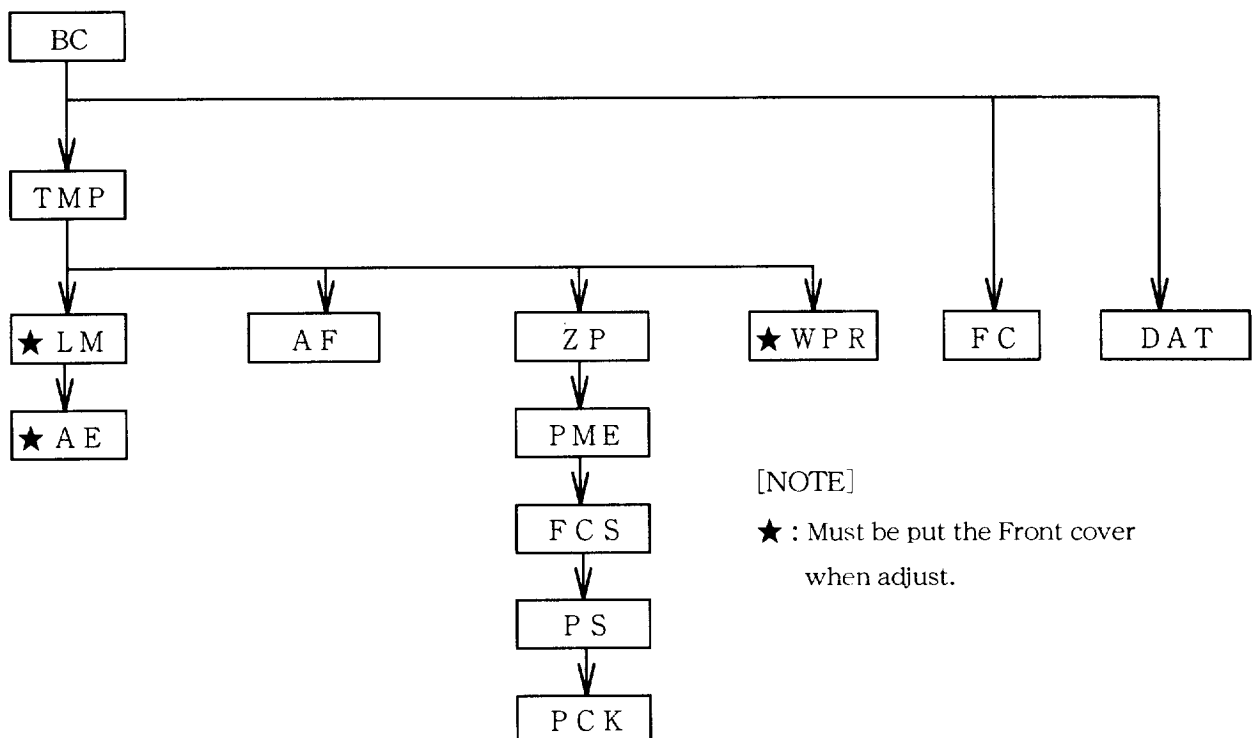 BC
TMP
★ LM
AF
ZP
★ WPR
FC
DAT
★ AE
PME
[NOTE]
FCS
★ : Must be put the Front cover
when adjust.
PS
PCK